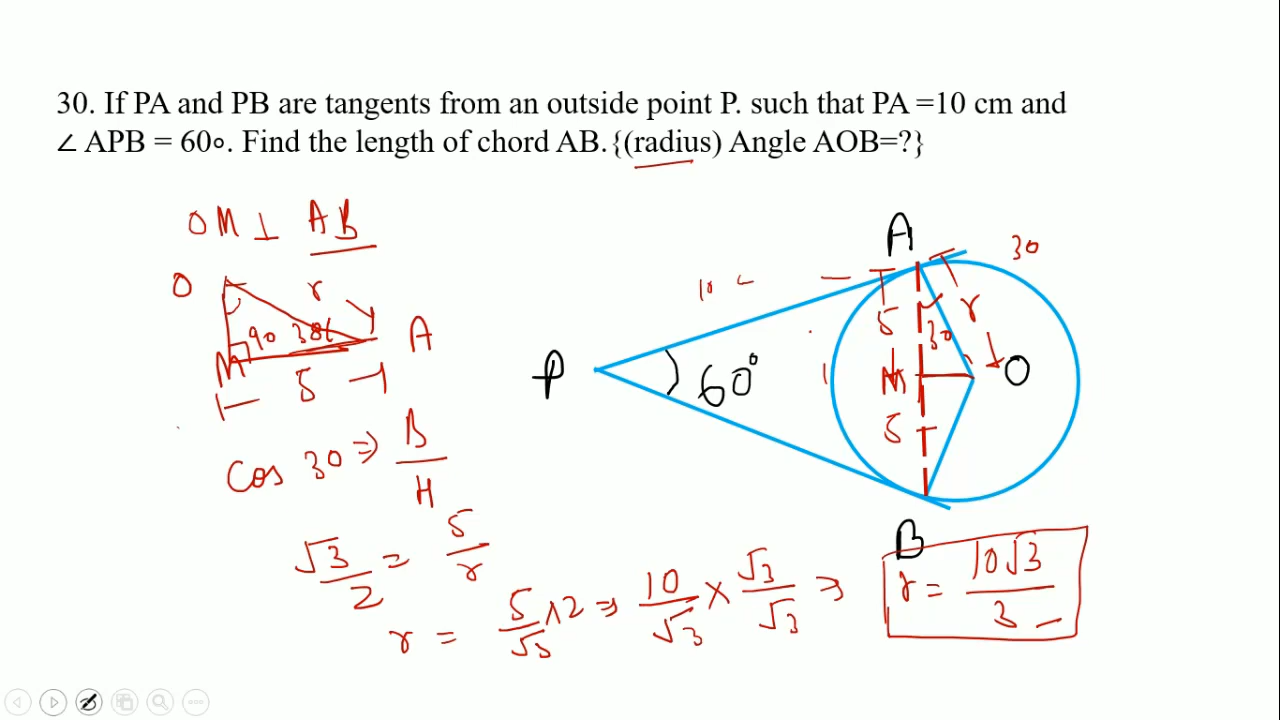 30. If PA and PB are tangents from an outside point P. such that PA =10 cm and
∠ APB = 60∘. Find the length of chord AB.{(radius) Angle AOB=?}
OM ⊥ AB
O
r
90
30
A
M
5
Cos 30 ⇒ B/H
√3/2 = 5/r
r = 5/√5 × 2 ⇒ 10/√3 × √3/√3 ⇒ r = 10√3/3
A
30
10
5
r
30
P
60°
M
O
5
B